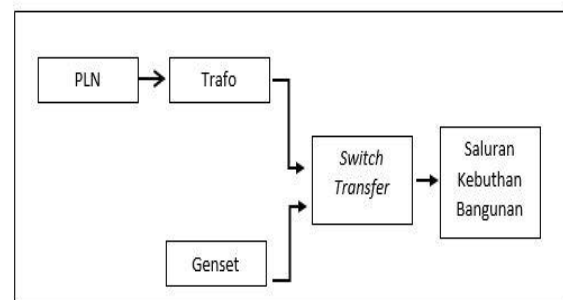 PLN
Trafo
Switch
Transfer
Saluran
Kebuthan
Bangunan
Genset